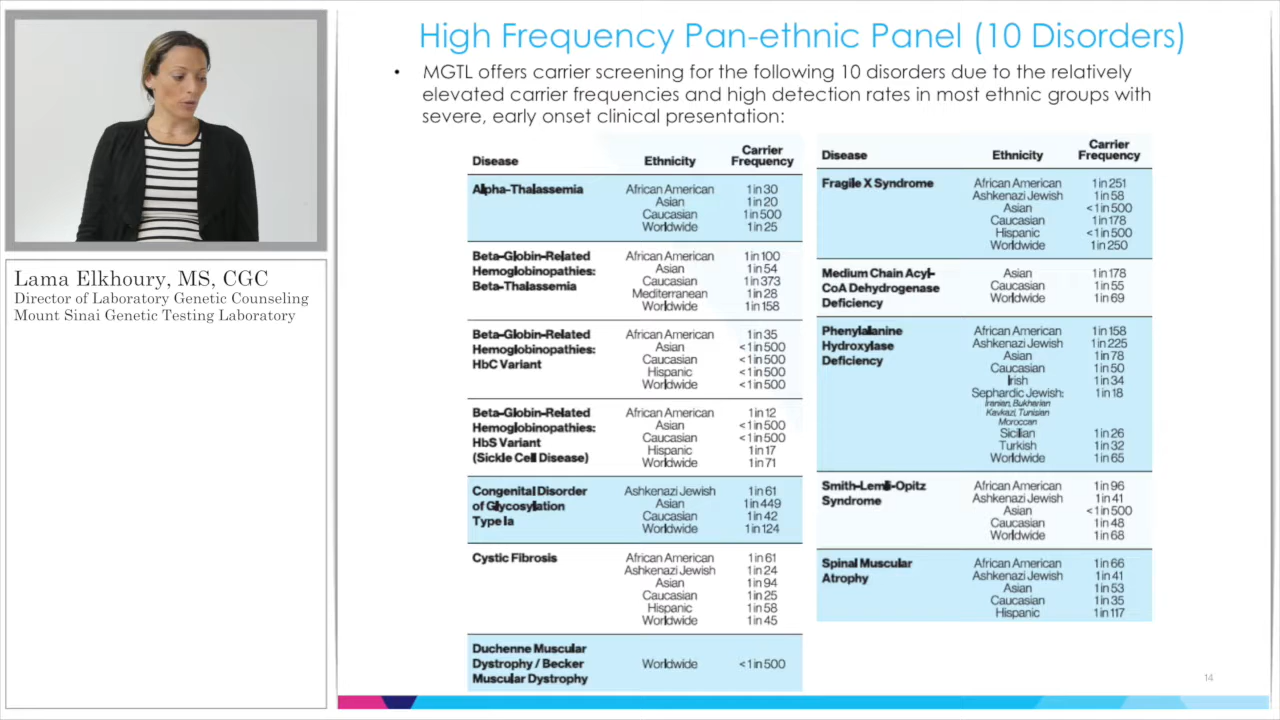 High Frequency Pan-ethnic Panel (10 Disorders)
• MGTL offers carrier screening for the following 10 disorders due to the relatively
elevated carrier frequencies and high detection rates in most ethnic groups with
severe, early onset clinical presentation:
Lama Elkhoury, MS, CGC
Director of Laboratory Genetic Counseling
Mount Sinai Genetic Testing Laboratory
Disease Ethnicity Carrier Frequency
Alpha-Thalassemia African American 1 in 30
Asian 1 in 20
Caucasian 1 in 500
Worldwide 1 in 25
Beta-Globin-Related African American 1 in 100
Hemoglobinopathies: Asian 1 in 54
Beta-Thalassemia Caucasian 1 in 373
Mediterranean 1 in 28
Worldwide 1 in 158
Beta-Globin-Related African American 1 in 35
Hemoglobinopathies: Asian <1 in 500
HbC Variant Caucasian <1 in 500
Hispanic <1 in 500
Worldwide <1 in 500
Beta-Globin-Related African American 1 in 12
Hemoglobinopathies: Asian <1 in 500
HbS Variant Caucasian <1 in 500
(Sickle Cell Disease) Hispanic 1 in 17
Worldwide 1 in 71
Congenital Disorder Ashkenazi Jewish 1 in 61
of Glycosylation Asian 1 in 449
Type Ia Caucasian 1 in 42
Worldwide 1 in 124
Cystic Fibrosis African American 1 in 61
Ashkenazi Jewish 1 in 24
Asian 1 in 94
Caucasian 1 in 25
Hispanic 1 in 58
Worldwide 1 in 45
Duchenne Muscular
Dystrophy / Becker Worldwide <1 in 500
Muscular Dystrophy
Disease Ethnicity Carrier Frequency
Fragile X Syndrome African American 1 in 251
Ashkenazi Jewish 1 in 58
Asian <1 in 500
Caucasian 1 in 178
Hispanic <1 in 500
Worldwide 1 in 250
Medium Chain Acyl- Asian 1 in 178
CoA Dehydrogenase Caucasian 1 in 55
Deficiency Worldwide 1 in 69
Phenylalanine African American 1 in 158
Hydroxylase Ashkenazi Jewish 1 in 225
Deficiency Asian 1 in 78
Caucasian 1 in 50
Irish 1 in 34
Sephardic Jewish: 1 in 18
Iranian, Bukharian
Kavkazi, Tunisian
Moroccan
Sicilian 1 in 26
Turkish 1 in 32
Worldwide 1 in 65
Smith-Lemli-Opitz African American 1 in 96
Syndrome Ashkenazi Jewish 1 in 41
Asian <1 in 500
Caucasian 1 in 48
Worldwide 1 in 68
Spinal Muscular African American 1 in 66
Atrophy Ashkenazi Jewish 1 in 41
Asian 1 in 53
Caucasian 1 in 35
Hispanic 1 in 117
14